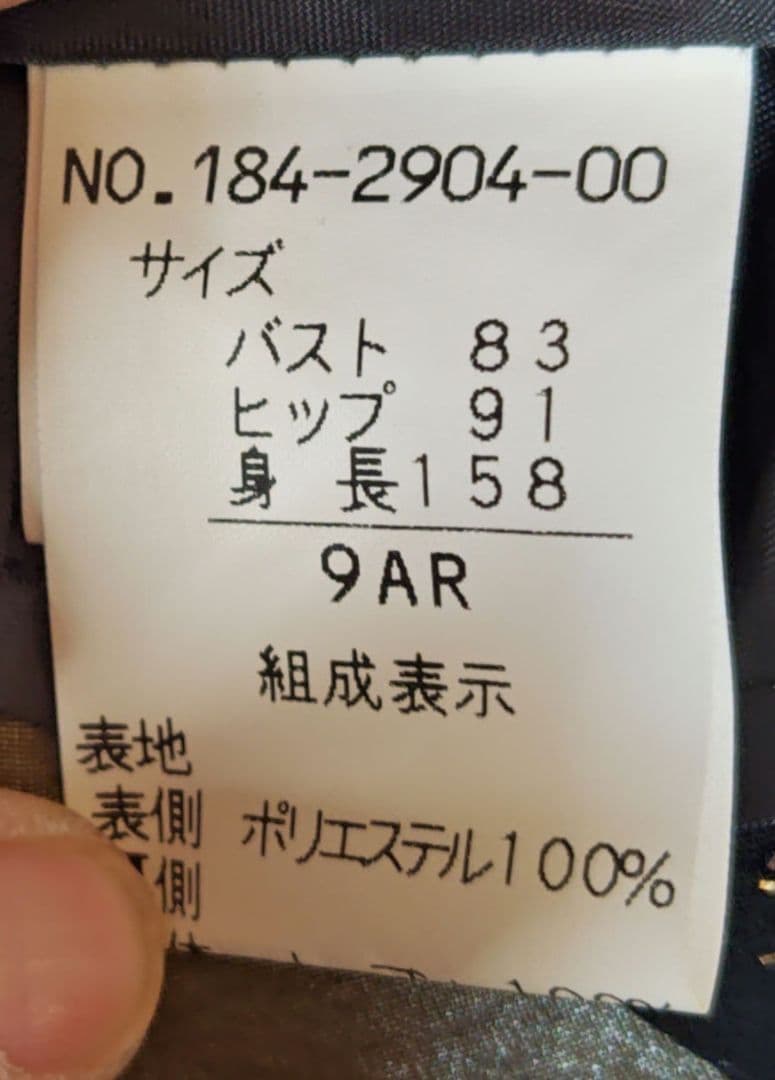 NO.184-2904-00
サイズ
バスト 83
ヒップ 91
身 長158
9AR
組成表示
表地
表側 ポリエステル100%
側